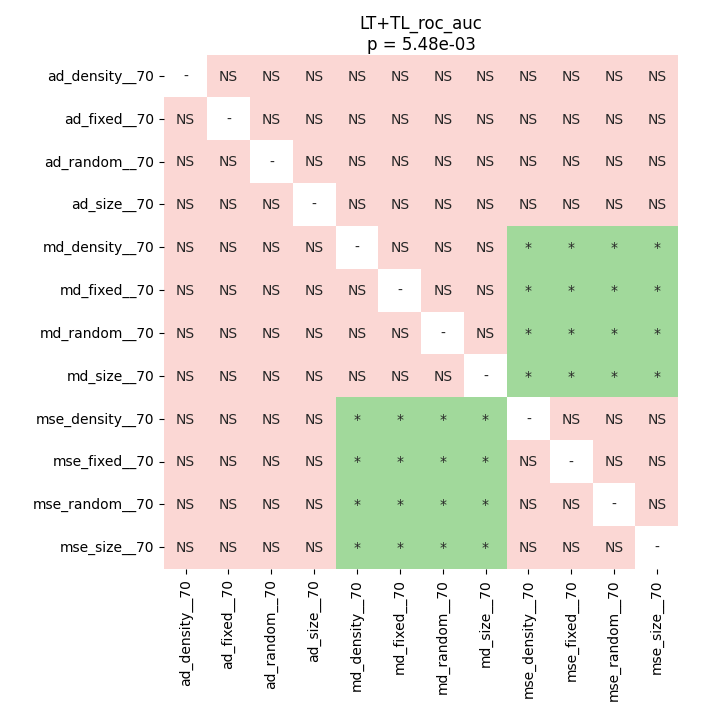 LT+TL_roc_auc
p = 5.48e-03
ad_density__70 - NS NS NS NS NS NS NS NS NS NS NS
ad_fixed__70 NS - NS NS NS NS NS NS NS NS NS NS
ad_random__70 NS NS - NS NS NS NS NS NS NS NS NS
ad_size__70 NS NS NS - NS NS NS NS NS NS NS NS
md_density__70 NS NS NS NS - NS NS NS * * * *
md_fixed__70 NS NS NS NS NS - NS NS * * * *
md_random__70 NS NS NS NS NS NS - NS * * * *
md_size__70 NS NS NS NS NS NS NS - * * * *
mse_density__70 NS NS NS NS * * * * - NS NS NS
mse_fixed__70 NS NS NS NS * * * * NS - NS NS
mse_random__70 NS NS NS NS * * * * NS NS - NS
mse_size__70 NS NS NS NS * * * * NS NS NS -
ad_density__70
ad_fixed__70
ad_random__70
ad_size__70
md_density__70
md_fixed__70
md_random__70
md_size__70
mse_density__70
mse_fixed__70
mse_random__70
mse_size__70